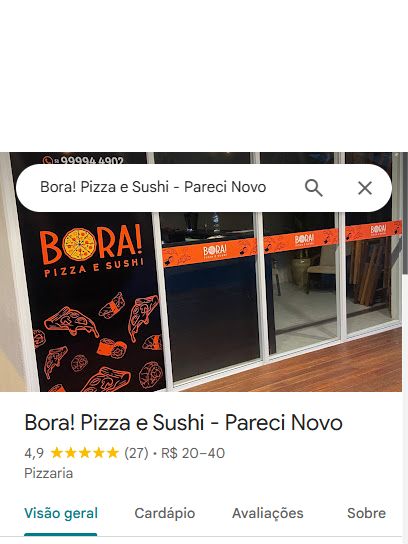 99994.4902
Bora! Pizza e Sushi - Pareci Novo
BORA!
PIZZA E SUSHI
BORA!
BORA!
BORA!
Bora! Pizza e Sushi - Pareci Novo
4,9 ★★★★★ (27) • R$ 20–40
Pizzaria
Visão geral Cardápio Avaliações Sobre